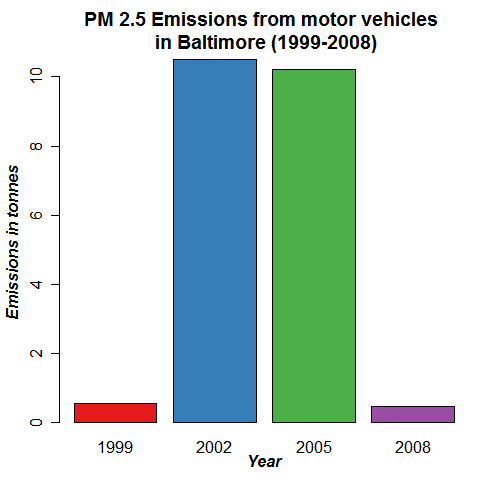 PM 2.5 Emissions from motor vehicles
in Baltimore (1999-2008)
Emissions in tonnes
10
8
6
4
2
0
1999 2002 2005 2008
Year